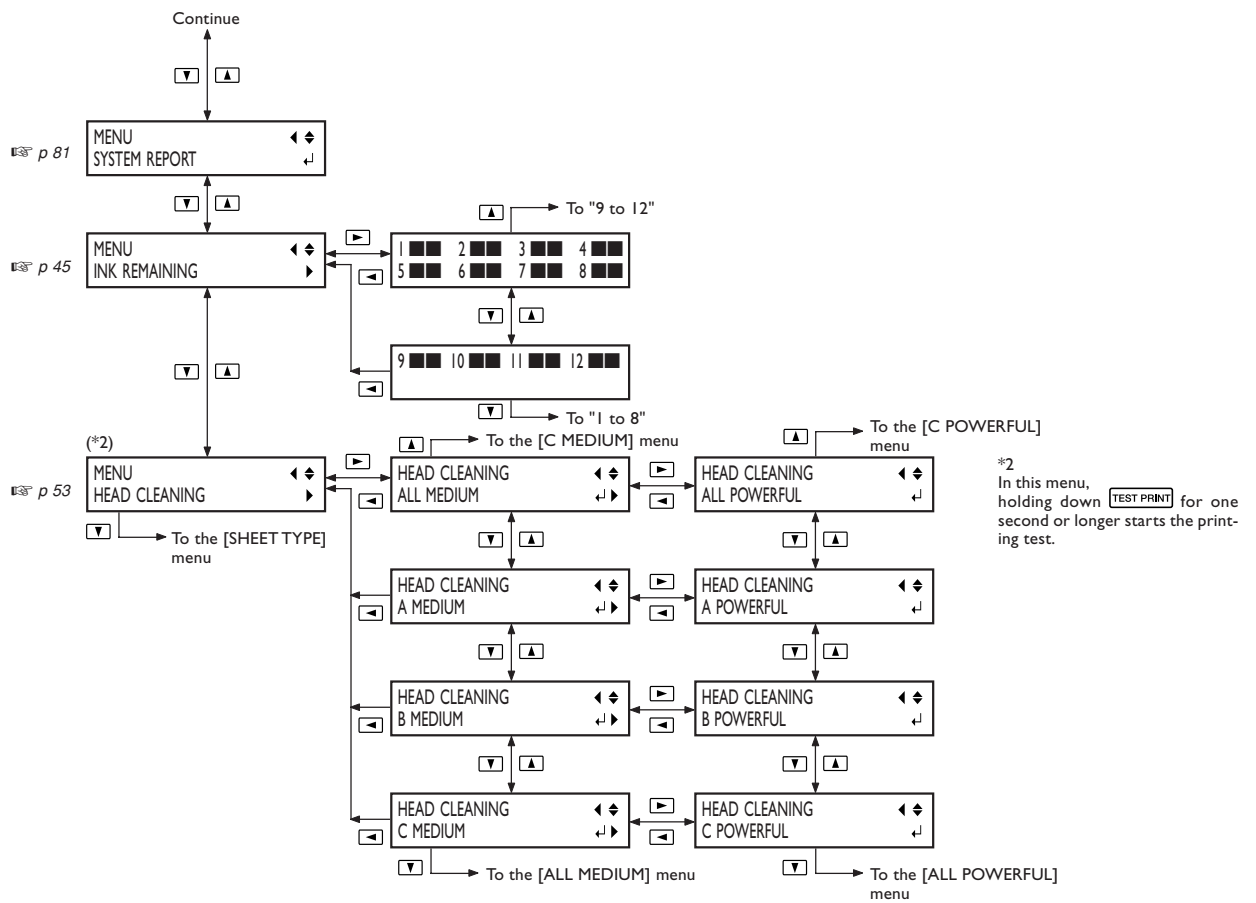 Continue
☞ p 81
MENU
SYSTEM REPORT
☞ p 45
MENU
INK REMAINING
To "9 to 12"
1 ■■ 2 ■■ 3 ■■ 4 ■■
5 ■■ 6 ■■ 7 ■■ 8 ■■
9 ■■ 10 ■■ 11 ■■ 12 ■■
To "1 to 8"
(*2)
☞ p 53
MENU
HEAD CLEANING
To the [SHEET TYPE]
menu
To the [C MEDIUM] menu
HEAD CLEANING
ALL MEDIUM
HEAD CLEANING
A MEDIUM
HEAD CLEANING
B MEDIUM
HEAD CLEANING
C MEDIUM
To the [ALL MEDIUM] menu
To the [C POWERFUL]
menu
HEAD CLEANING
ALL POWERFUL
HEAD CLEANING
A POWERFUL
HEAD CLEANING
B POWERFUL
HEAD CLEANING
C POWERFUL
To the [ALL POWERFUL]
menu
*2
In this menu,
holding down TEST PRINT for one
second or longer starts the print-
ing test.